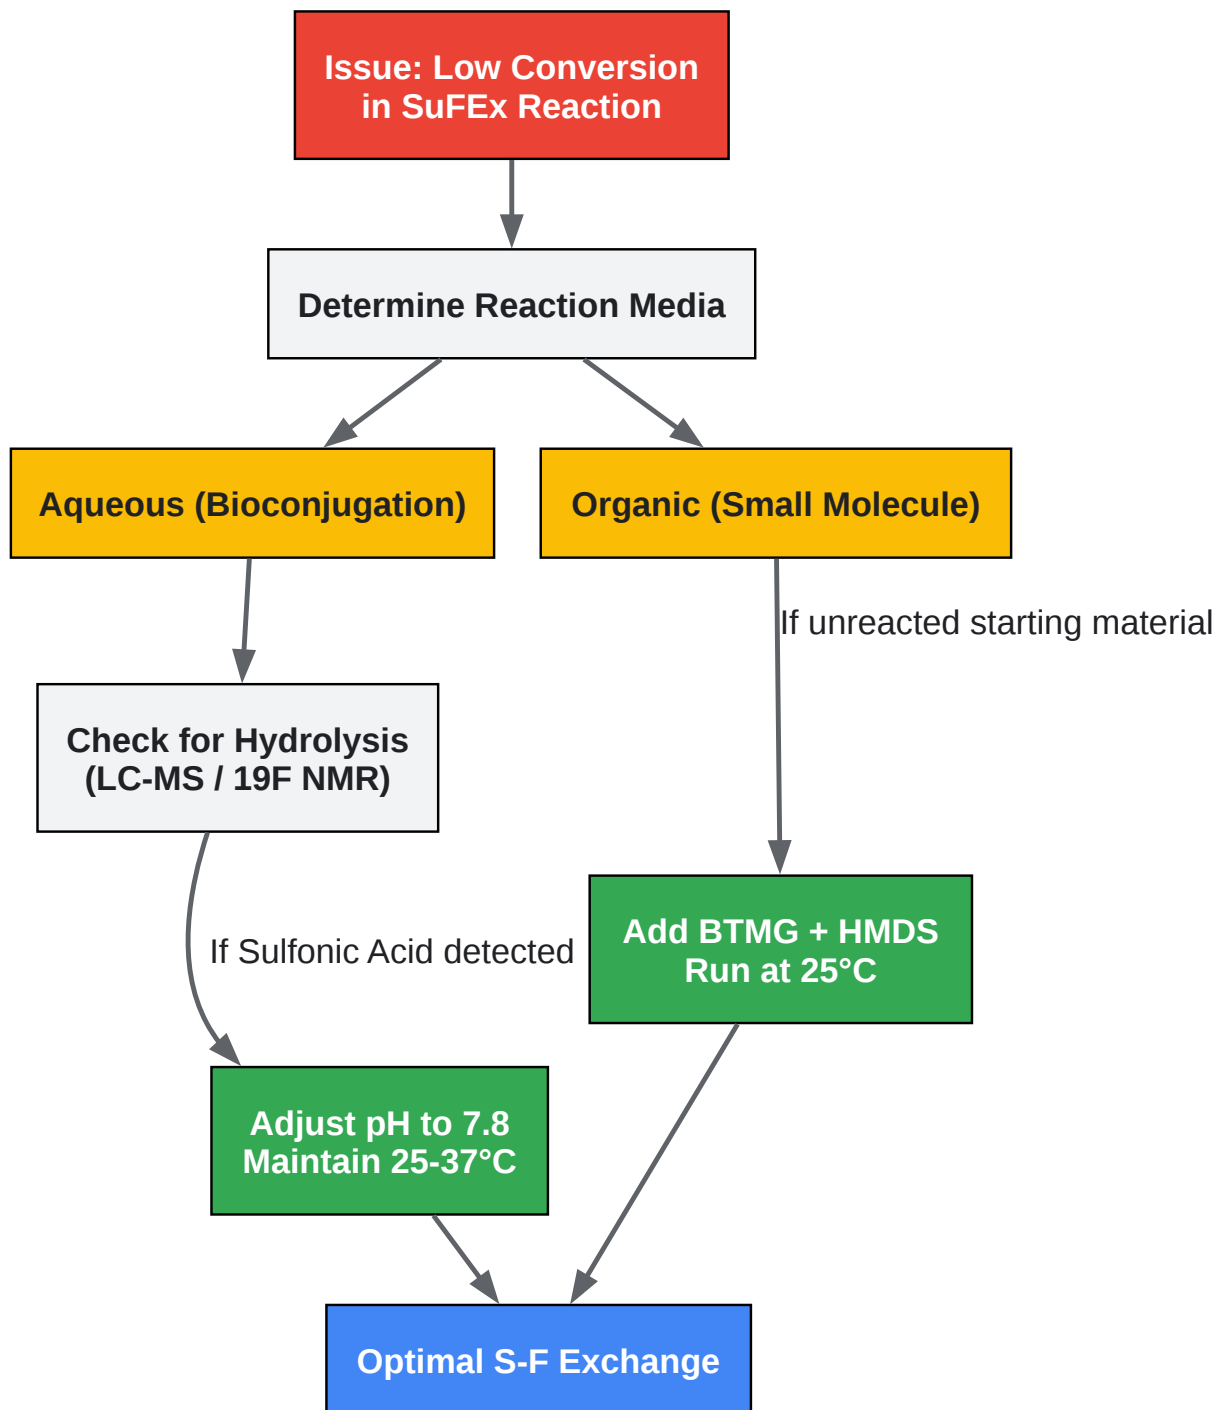 Issue: Low Conversion
in SuFEx Reaction
Determine Reaction Media
Aqueous (Bioconjugation)
Organic (Small Molecule)
If unreacted starting material
Check for Hydrolysis
(LC-MS / 19F NMR)
If Sulfonic Acid detected
Add BTMG + HMDS
Run at 25°C
Adjust pH to 7.8
Maintain 25-37°C
Optimal S-F Exchange